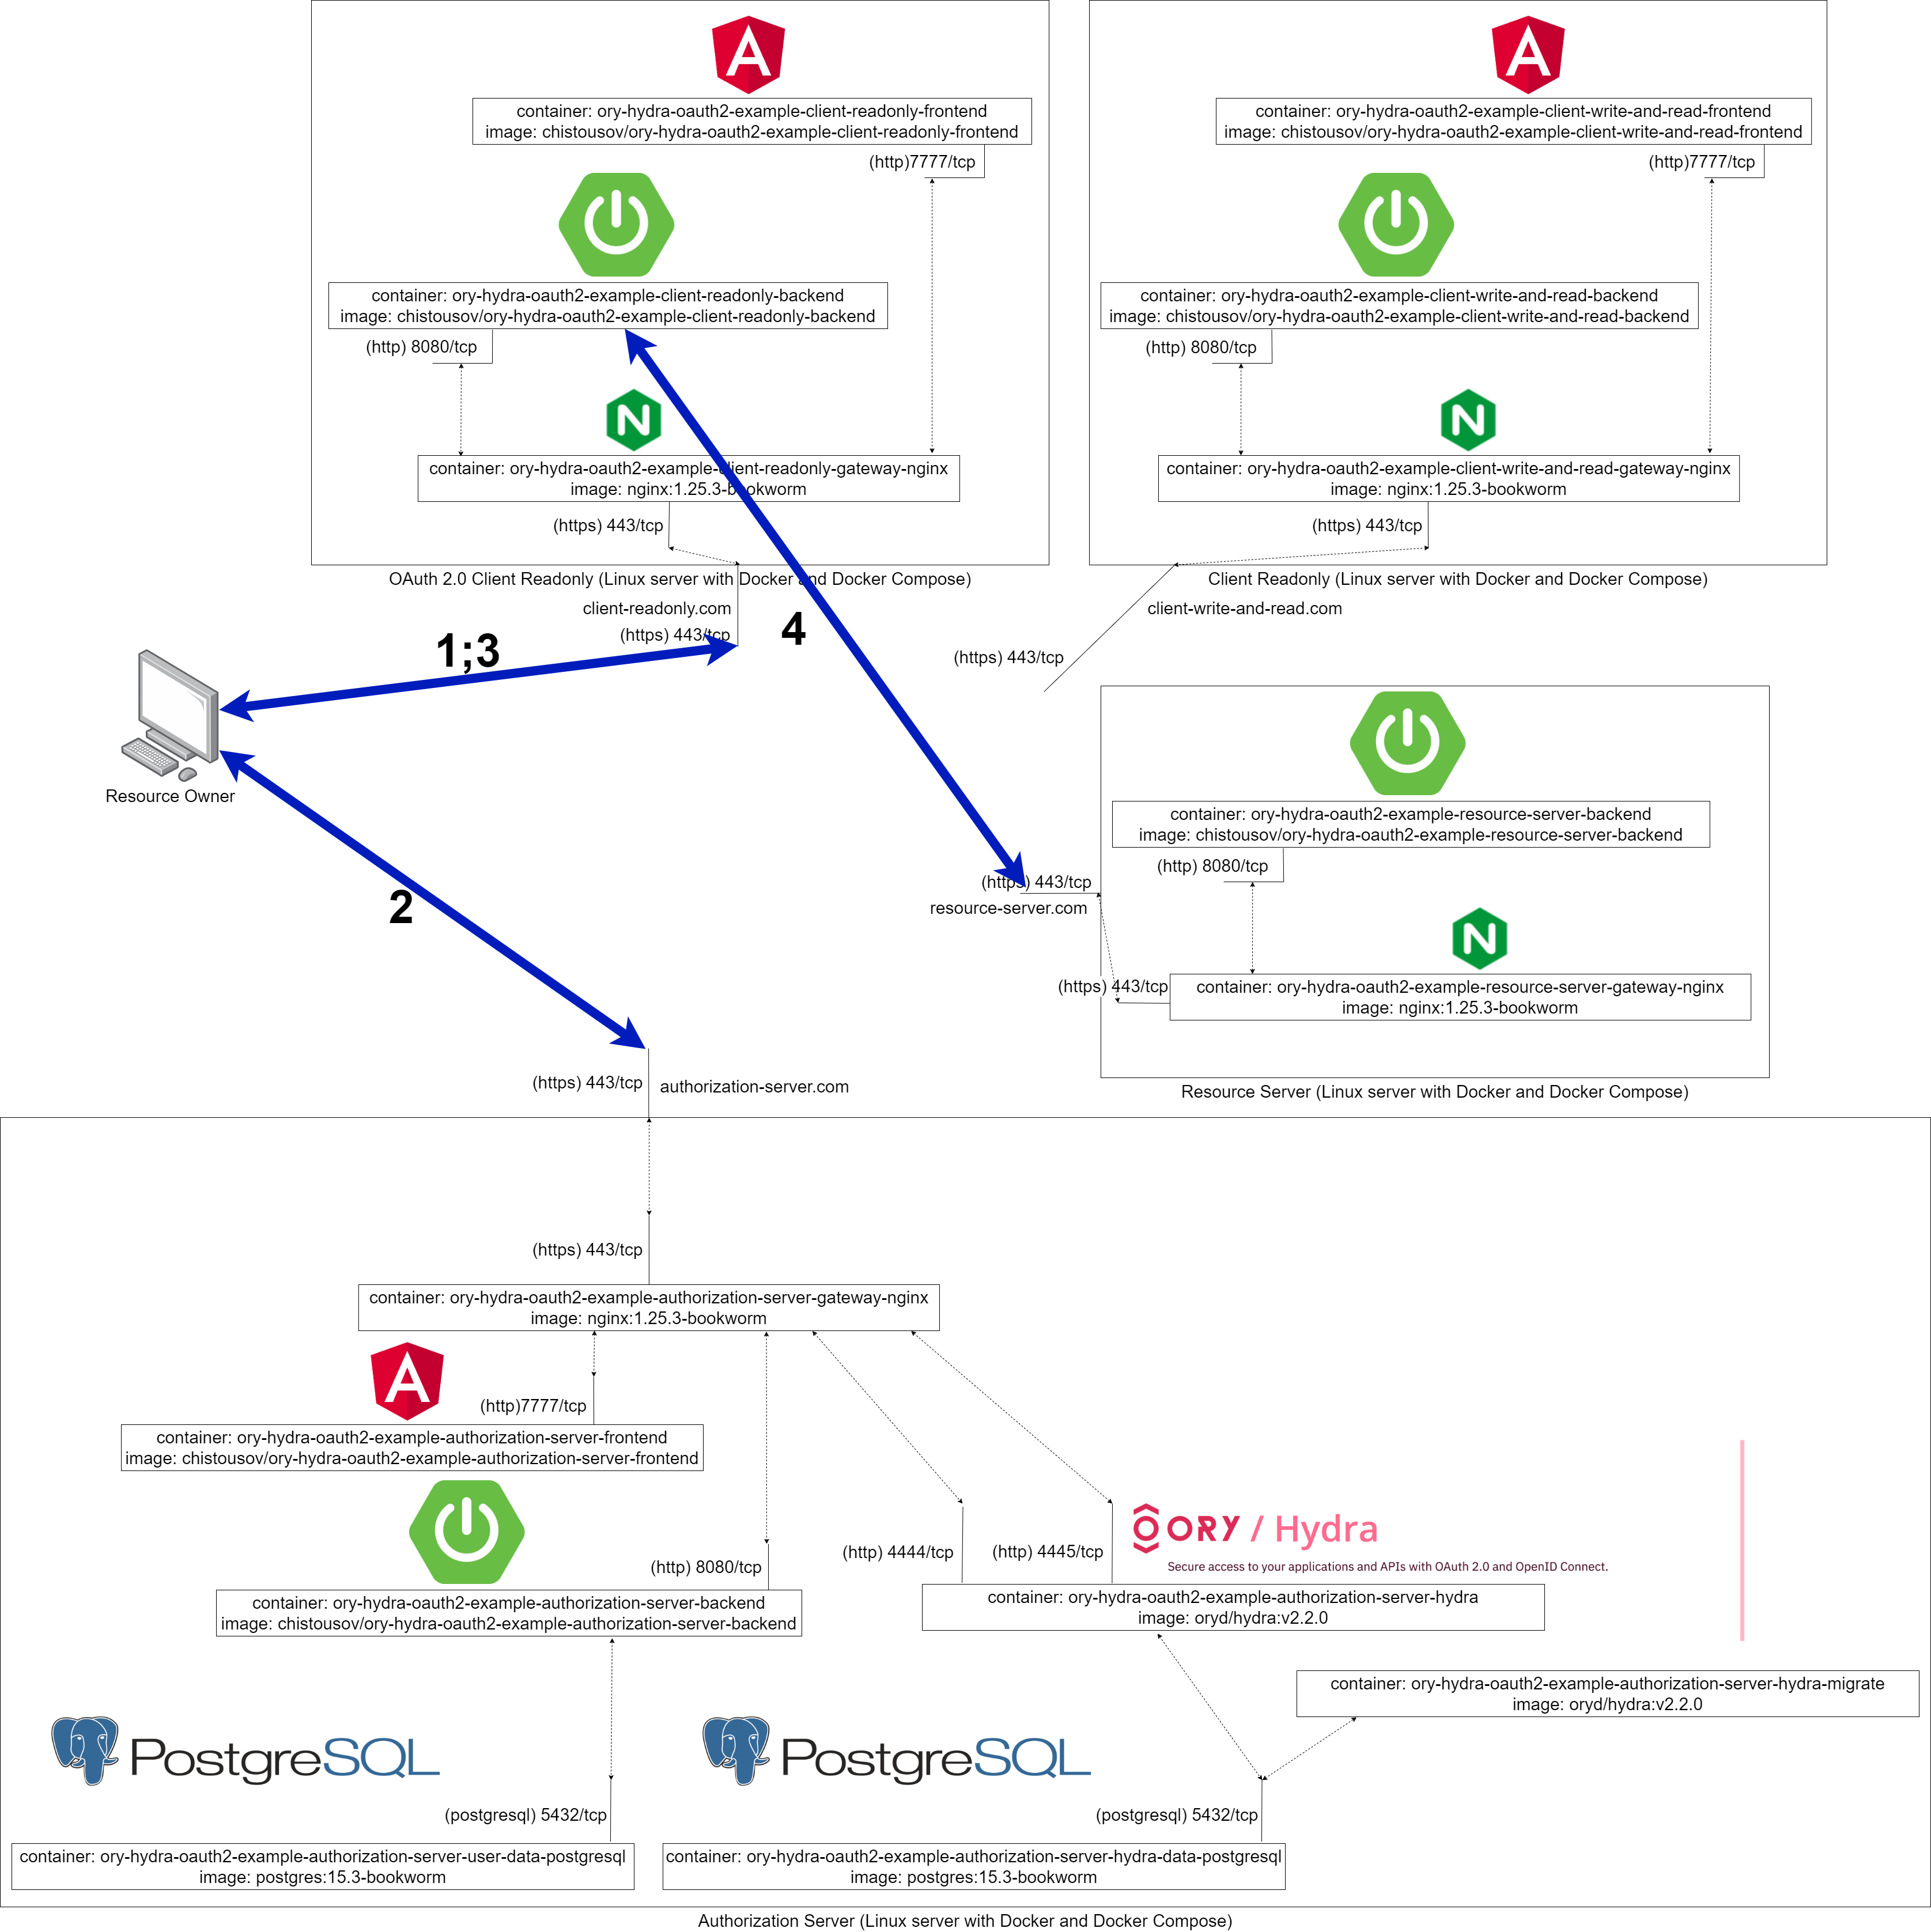 container: ory-hydra-oauth2-example-client-readonly-frontend
image: chistousov/ory-hydra-oauth2-example-client-readonly-frontend
(http)7777/tcp
container: ory-hydra-oauth2-example-client-readonly-backend
image: chistousov/ory-hydra-oauth2-example-client-readonly-backend
(http) 8080/tcp
container: ory-hydra-oauth2-example-client-readonly-gateway-nginx
image: nginx:1.25.3-bookworm
(https) 443/tcp
OAuth 2.0 Client Readonly (Linux server with Docker and Docker Compose)
client-readonly.com
(https) 443/tcp
container: ory-hydra-oauth2-example-client-write-and-read-frontend
image: chistousov/ory-hydra-oauth2-example-client-write-and-read-frontend
(http)7777/tcp
container: ory-hydra-oauth2-example-client-write-and-read-backend
image: chistousov/ory-hydra-oauth2-example-client-write-and-read-backend
(http) 8080/tcp
container: ory-hydra-oauth2-example-client-write-and-read-gateway-nginx
image: nginx:1.25.3-bookworm
(https) 443/tcp
Client Readonly (Linux server with Docker and Docker Compose)
client-write-and-read.com
(https) 443/tcp
1;3
4
Resource Owner
2
container: ory-hydra-oauth2-example-resource-server-backend
image: chistousov/ory-hydra-oauth2-example-resource-server-backend
(http) 8080/tcp
(https) 443/tcp
resource-server.com
(https) 443/tcp
container: ory-hydra-oauth2-example-resource-server-gateway-nginx
image: nginx:1.25.3-bookworm
Resource Server (Linux server with Docker and Docker Compose)
(https) 443/tcp
authorization-server.com
(https) 443/tcp
container: ory-hydra-oauth2-example-authorization-server-gateway-nginx
image: nginx:1.25.3-bookworm
(http)7777/tcp
container: ory-hydra-oauth2-example-authorization-server-frontend
image: chistousov/ory-hydra-oauth2-example-authorization-server-frontend
(http) 8080/tcp
container: ory-hydra-oauth2-example-authorization-server-backend
image: chistousov/ory-hydra-oauth2-example-authorization-server-backend
(http) 4444/tcp
(http) 4445/tcp
ORY / Hydra
Secure access to your applications and APIs with OAuth 2.0 and OpenID Connect.
container: ory-hydra-oauth2-example-authorization-server-hydra
image: oryd/hydra:v2.2.0
container: ory-hydra-oauth2-example-authorization-server-hydra-migrate
image: oryd/hydra:v2.2.0
PostgreSQL
(postgresql) 5432/tcp
container: ory-hydra-oauth2-example-authorization-server-user-data-postgresql
image: postgres:15.3-bookworm
PostgreSQL
(postgresql) 5432/tcp
container: ory-hydra-oauth2-example-authorization-server-hydra-data-postgresql
image: postgres:15.3-bookworm
Authorization Server (Linux server with Docker and Docker Compose)